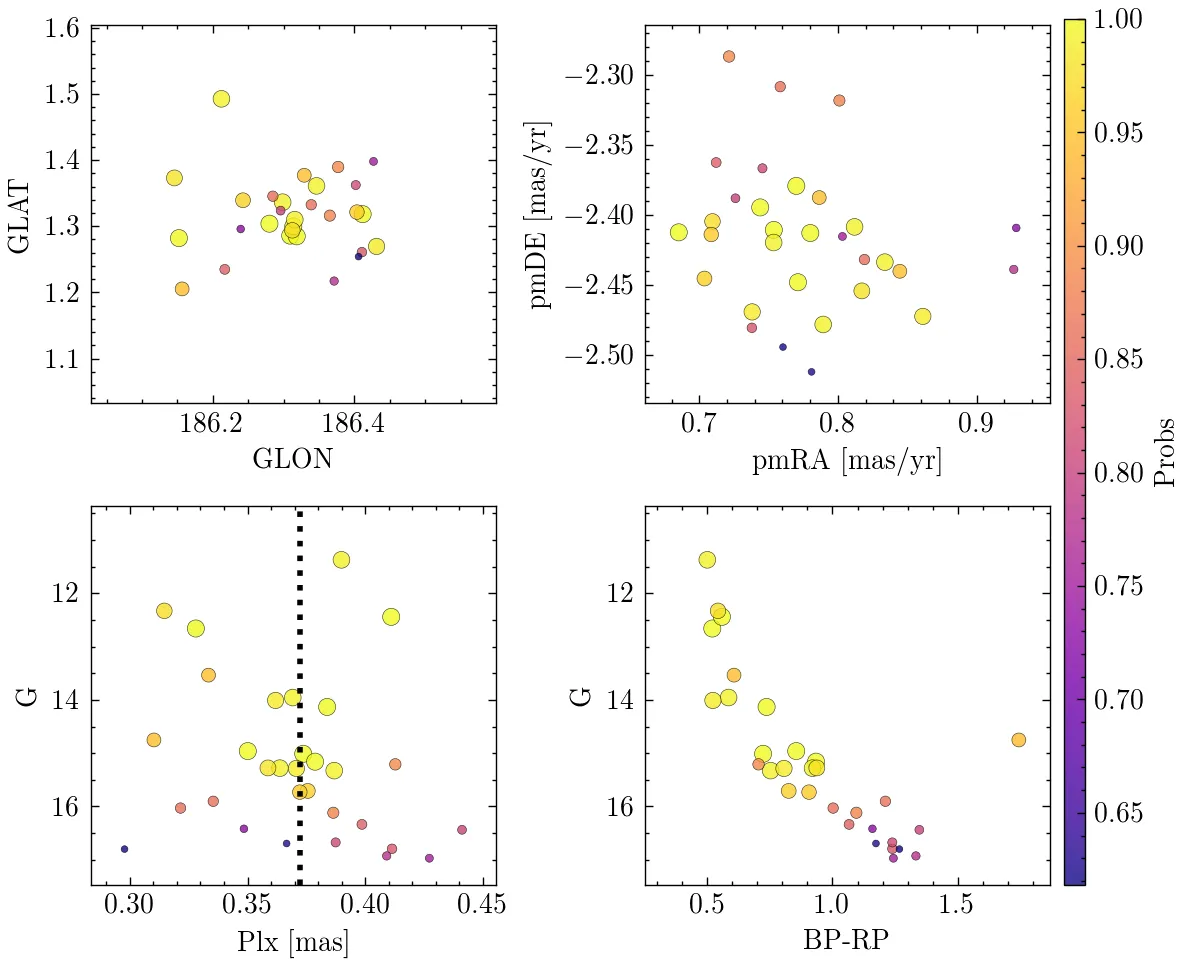 1.6
1.5
1.4
1.3
1.2
1.1
GLAT
186.2 186.4
GLON
−2.30
−2.35
−2.40
−2.45
−2.50
pmDE [mas/yr]
0.7 0.8 0.9
pmRA [mas/yr]
1.00
0.95
0.90
0.85
0.80
0.75
0.70
0.65
Probs
12
14
16
G
0.30 0.35 0.40 0.45
Plx [mas]
12
14
16
G
0.5 1.0 1.5
BP-RP